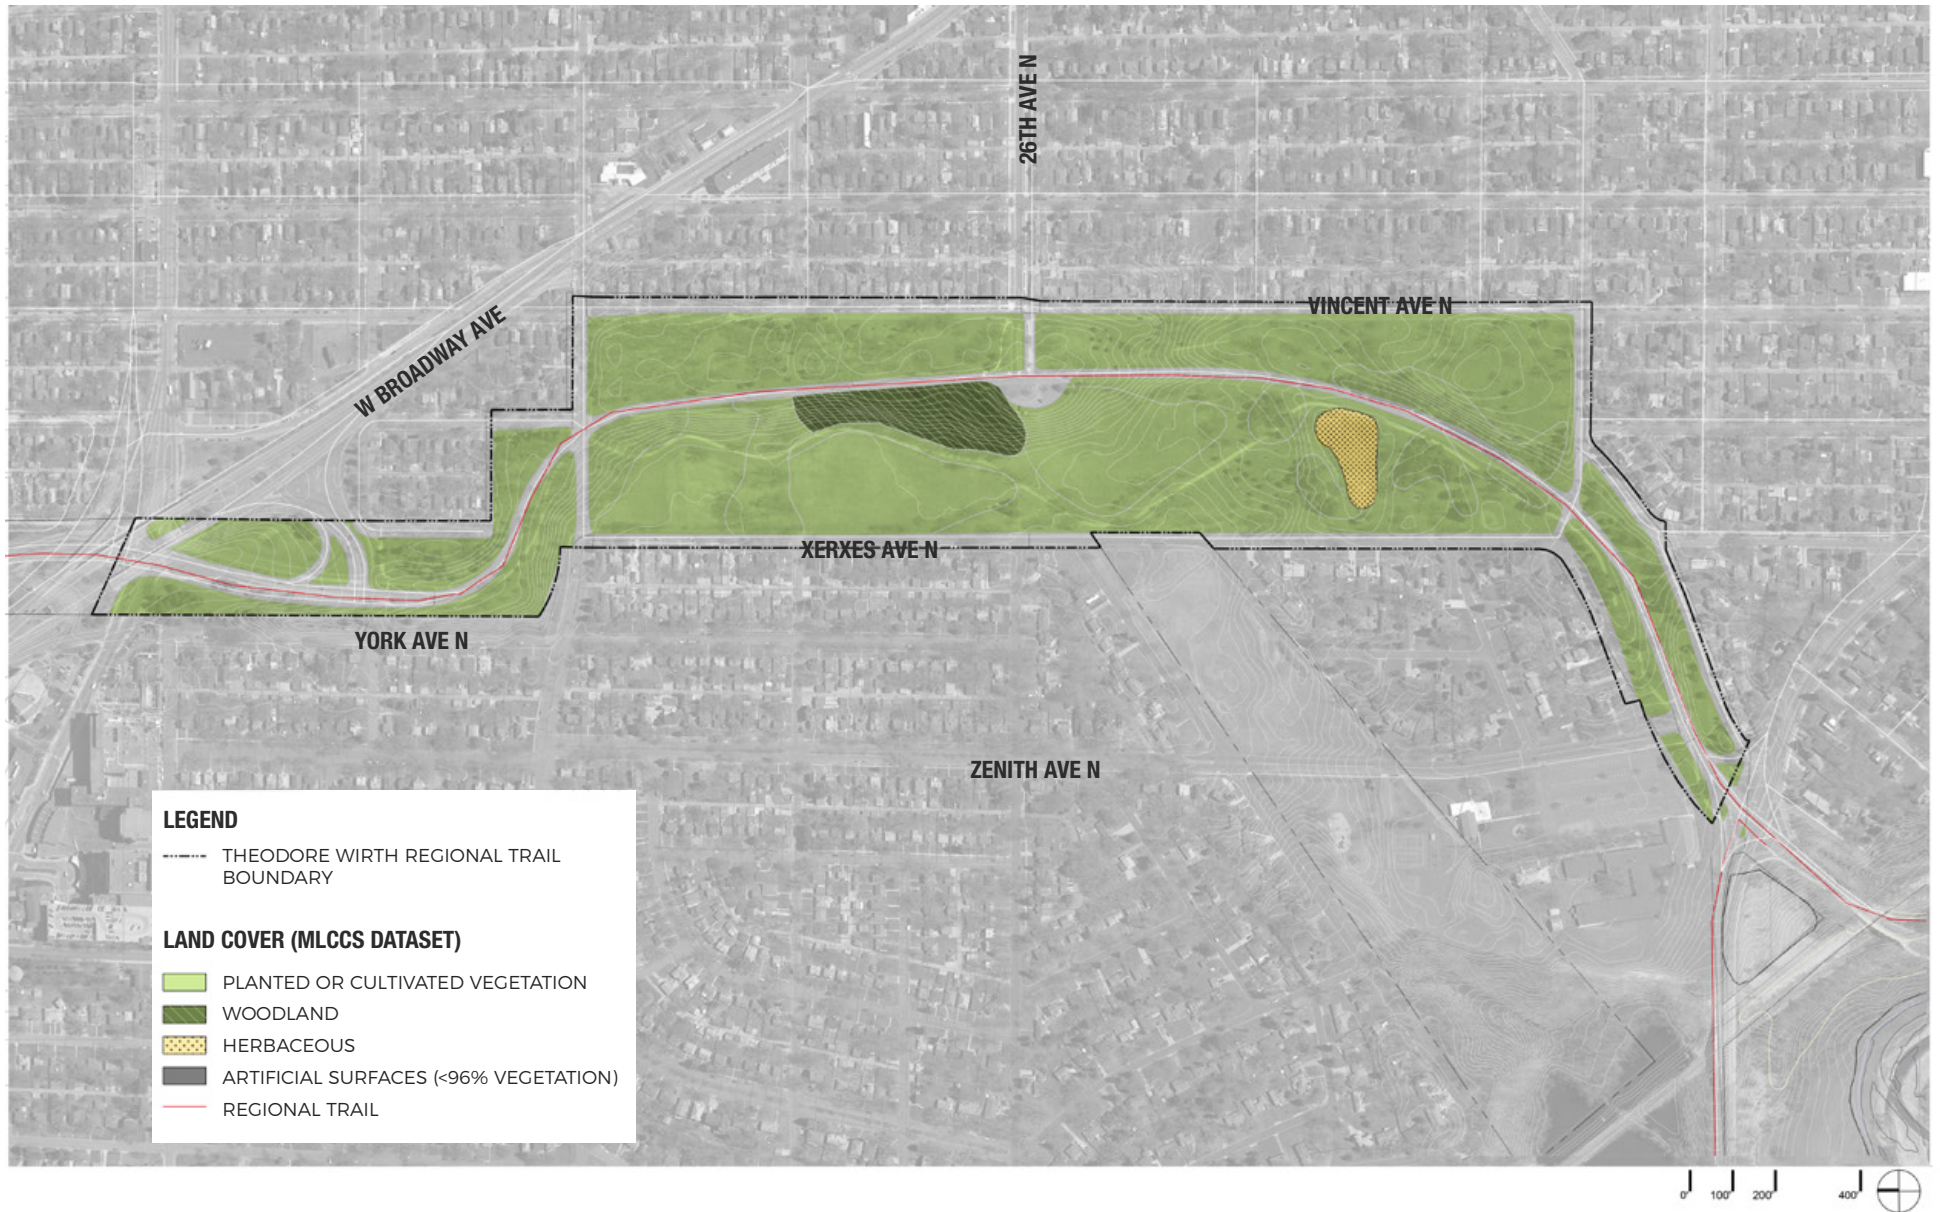 26TH AVE N
VINCENT AVE N
W BROADWAY AVE
XERXES AVE N
YORK AVE N
ZENITH AVE N
LEGEND
THEODORE WIRTH REGIONAL TRAIL
BOUNDARY
LAND COVER (MLCCS DATASET)
PLANTED OR CULTIVATED VEGETATION
WOODLAND
HERBACEOUS
ARTIFICIAL SURFACES (<96% VEGETATION)
REGIONAL TRAIL
0' 100' 200' 400'